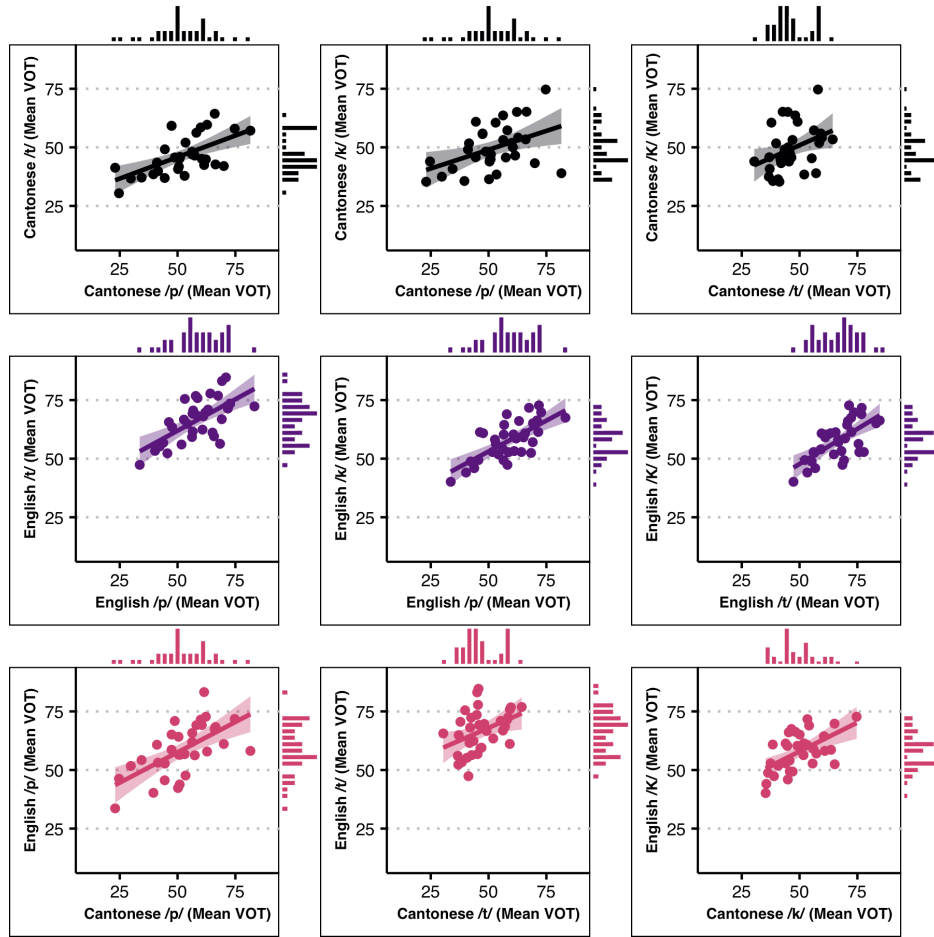 Cantonese /t/ (Mean VOT)
75
50
25
25 50 75
Cantonese /p/ (Mean VOT)
Cantonese /k/ (Mean VOT)
75
50
25
25 50 75
Cantonese /p/ (Mean VOT)
Cantonese /K/ (Mean VOT)
75
50
25
25 50 75
Cantonese /t/ (Mean VOT)
English /t/ (Mean VOT)
75
50
25
25 50 75
English /p/ (Mean VOT)
English /k/ (Mean VOT)
75
50
25
25 50 75
English /p/ (Mean VOT)
English /K/ (Mean VOT)
75
50
25
25 50 75
English /t/ (Mean VOT)
English /p/ (Mean VOT)
75
50
25
25 50 75
Cantonese /p/ (Mean VOT)
English /t/ (Mean VOT)
75
50
25
25 50 75
Cantonese /t/ (Mean VOT)
English /K/ (Mean VOT)
75
50
25
25 50 75
Cantonese /k/ (Mean VOT)